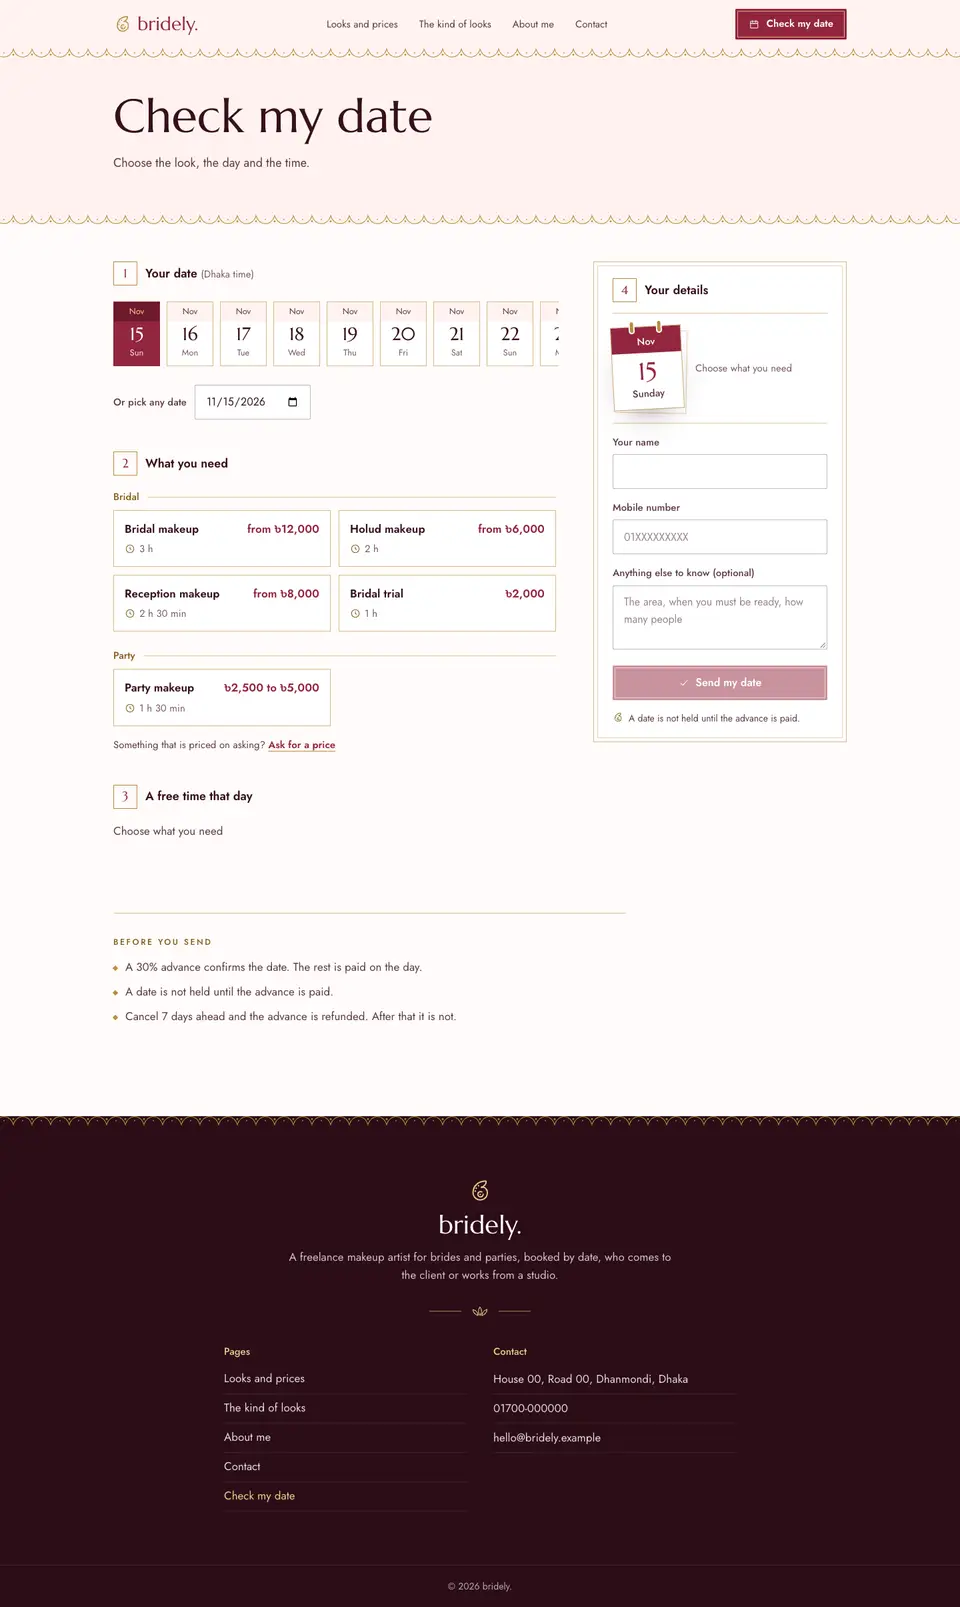 bridely.
Looks and prices
The kind of looks
About me
Contact
Check my date
Check my date
Choose the look, the day and the time.
1 Your date (Dhaka time)
Nov 15 Sun
Nov 16 Mon
Nov 17 Tue
Nov 18 Wed
Nov 19 Thu
Nov 20 Fri
Nov 21 Sat
Nov 22 Sun
Or pick any date 11/15/2026
2 What you need
Bridal
Bridal makeup from ৳12,000
3 h
Holud makeup from ৳6,000
2 h
Reception makeup from ৳8,000
2 h 30 min
Bridal trial ৳2,000
1 h
Party
Party makeup ৳2,500 to ৳5,000
1 h 30 min
Something that is priced on asking? Ask for a price
3 A free time that day
Choose what you need
4 Your details
Nov
15
Sunday
Choose what you need
Your name
Mobile number
01XXXXXXXXX
Anything else to know (optional)
The area, when you must be ready, how
many people
Send my date
A date is not held until the advance is paid.
BEFORE YOU SEND
A 30% advance confirms the date. The rest is paid on the day.
A date is not held until the advance is paid.
Cancel 7 days ahead and the advance is refunded. After that it is not.
bridely.
A freelance makeup artist for brides and parties, booked by date, who comes to
the client or works from a studio.
Pages
Looks and prices
The kind of looks
About me
Contact
Check my date
Contact
House 00, Road 00, Dhanmondi, Dhaka
01700-000000
hello@bridely.example
© 2026 bridely.